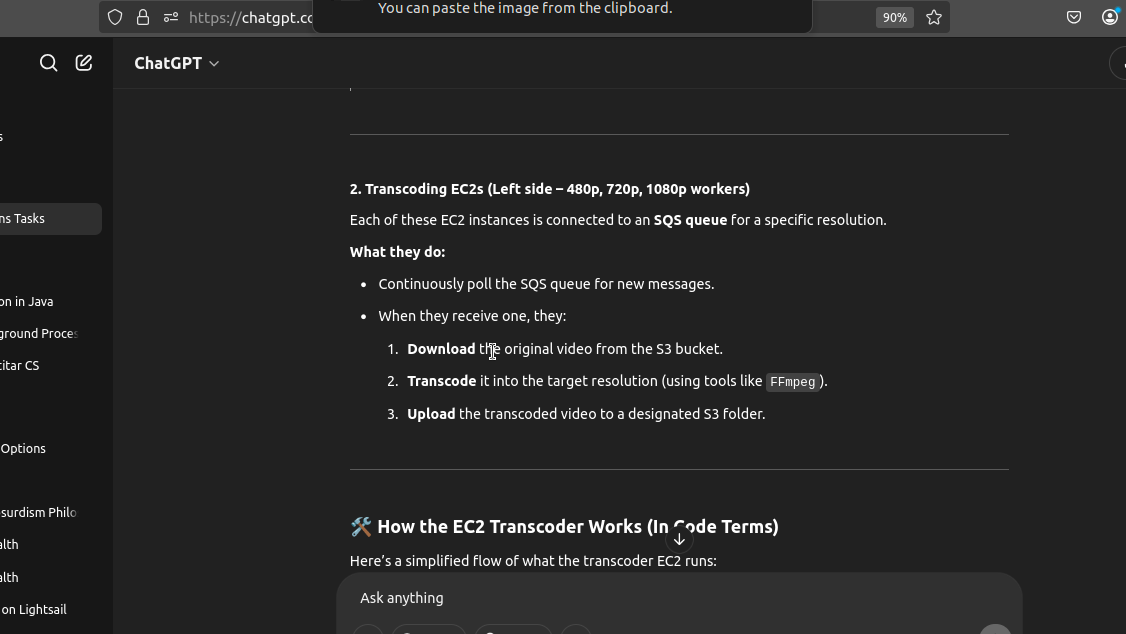 You can paste the image from the clipboard.
https://chatgpt.co
90%
ChatGPT
s
ns Tasks
on in Java
ground Proces
titar CS
Options
surdism Philo
alth
alth
on Lightsail
2. Transcoding EC2s (Left side – 480p, 720p, 1080p workers)
Each of these EC2 instances is connected to an SQS queue for a specific resolution.
What they do:
• Continuously poll the SQS queue for new messages.
• When they receive one, they:
1. Download the original video from the S3 bucket.
2. Transcode it into the target resolution (using tools like FFmpeg).
3. Upload the transcoded video to a designated S3 folder.
🛠️ How the EC2 Transcoder Works (In Code Terms)
Here’s a simplified flow of what the transcoder EC2 runs:
Ask anything